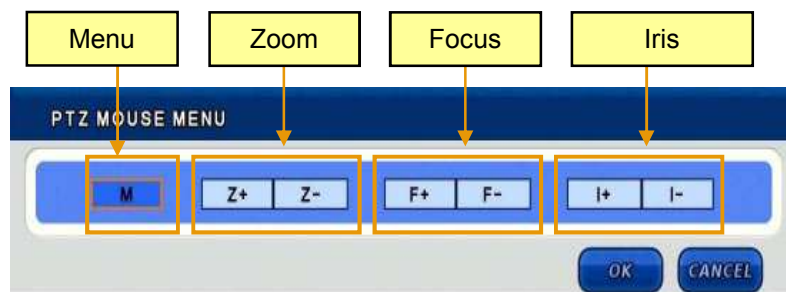 Menu Zoom Focus Iris
PTZ MOUSE MENU
M Z+ Z- F+ F- I+ I-
OK CANCEL